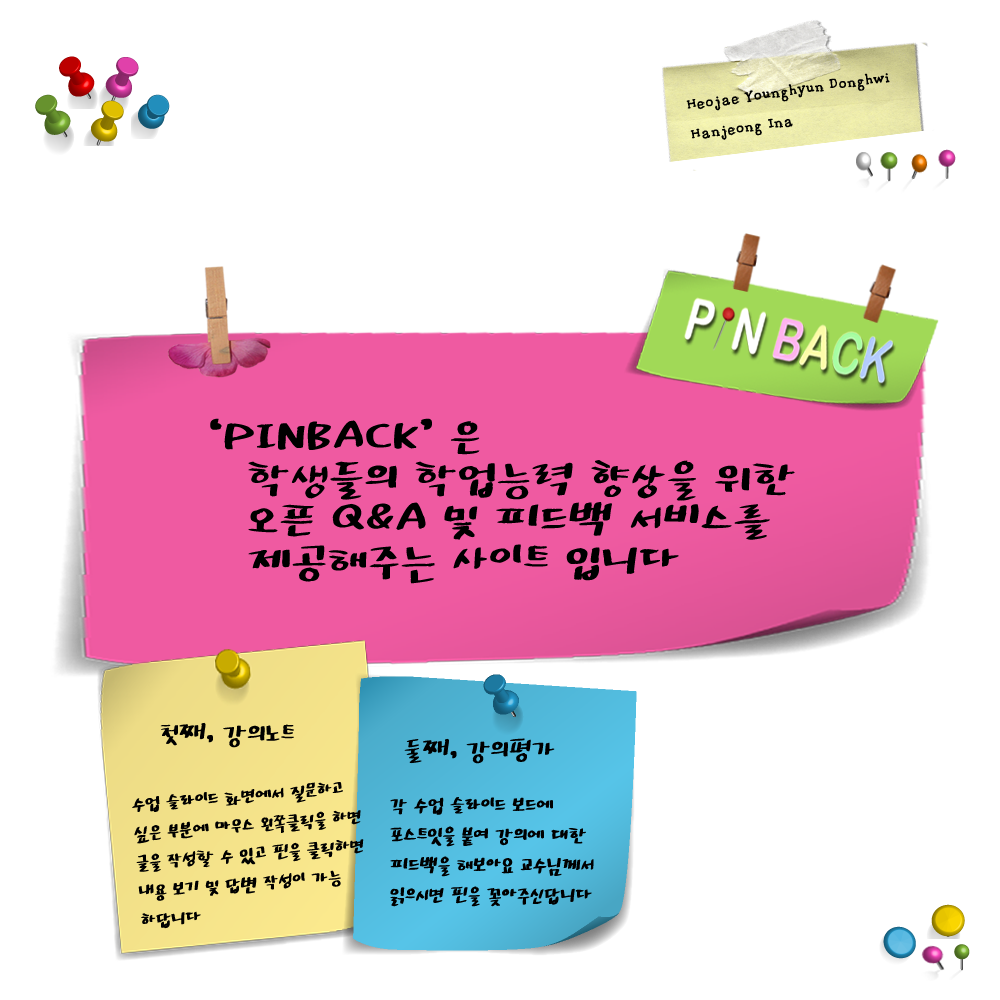 Heojae Younghyun Donghwi
Hanjeong Ina
PiN BACK
‘PINBACK’ 은
학생들의 학업능력 향상을 위한
오픈 Q&A 및 피드백 서비스를
제공해주는 사이트 입니다
첫째, 강의노트
수업 슬라이드 화면에서 질문하고
싶은 부분에 마우스 왼쪽클릭을 하면
글을 작성할 수 있고 핀을 클릭하면
내용 보기 및 답변 작성이 가능
하답니다
둘째, 강의평가
각 수업 슬라이드 보드에
포스트잇을 붙여 강의에 대한
피드백을 해보아요 교수님께서
읽으시면 핀을 꽂아주신답니다